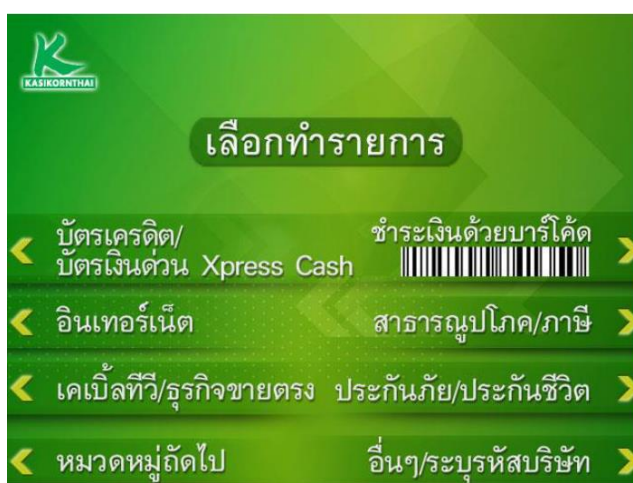 KASIKORNTHAI
เลือกทำรายการ
บัตรเครดิต/
บัตรเงินด่วน Xpress Cash
ชำระเงินด้วยบาร์โค้ด
อินเทอร์เน็ต
สาธารณูปโภค/ภาษี
เคเบิ้ลทีวี/ธุรกิจขายตรง
ประกันภัย/ประกันชีวิต
หมวดหมู่ถัดไป
อื่นๆ/ระบุรหัสบริษัท